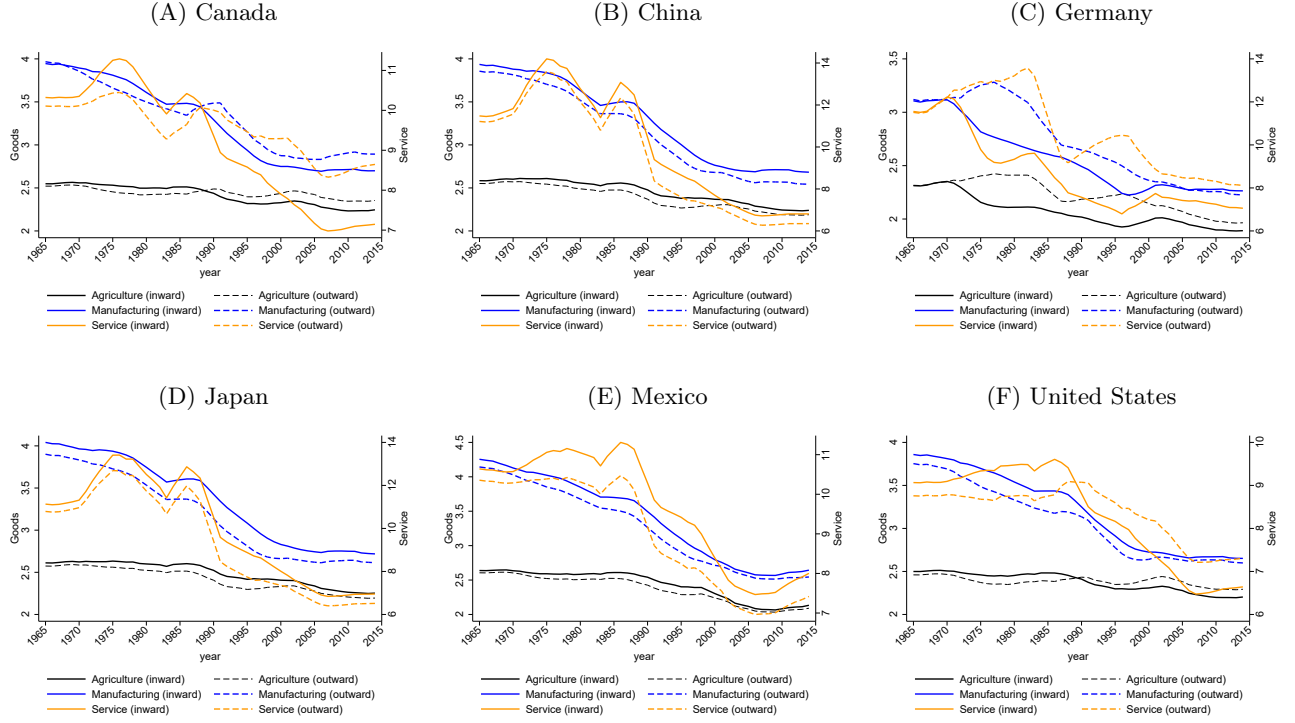 (A) Canada
(B) China
(C) Germany
Goods
4
3.5
3
2.5
2
11
10
9
8
7
Service
1965 1970 1975 1980 1985 1990 1995 2000 2005 2010 2015
year
Agriculture (inward) Agriculture (outward)
Manufacturing (inward) Manufacturing (outward)
Service (inward) Service (outward)
Goods
4
3.5
3
2.5
2
14
12
10
8
6
Service
1965 1970 1975 1980 1985 1990 1995 2000 2005 2010 2015
year
Agriculture (inward) Agriculture (outward)
Manufacturing (inward) Manufacturing (outward)
Service (inward) Service (outward)
Goods
3.5
3
2.5
2
14
12
10
8
6
Service
1965 1970 1975 1980 1985 1990 1995 2000 2005 2010 2015
year
Agriculture (inward) Agriculture (outward)
Manufacturing (inward) Manufacturing (outward)
Service (inward) Service (outward)
(D) Japan
(E) Mexico
(F) United States
Goods
4
3.5
3
2.5
2
14
12
10
8
6
Service
1965 1970 1975 1980 1985 1990 1995 2000 2005 2010 2015
year
Agriculture (inward) Agriculture (outward)
Manufacturing (inward) Manufacturing (outward)
Service (inward) Service (outward)
Goods
4.5
4
3.5
3
2.5
2
11
10
9
8
7
Service
1965 1970 1975 1980 1985 1990 1995 2000 2005 2010 2015
year
Agriculture (inward) Agriculture (outward)
Manufacturing (inward) Manufacturing (outward)
Service (inward) Service (outward)
Goods
4
3.5
3
2.5
2
10
9
8
7
6
Service
1965 1970 1975 1980 1985 1990 1995 2000 2005 2010 2015
year
Agriculture (inward) Agriculture (outward)
Manufacturing (inward) Manufacturing (outward)
Service (inward) Service (outward)